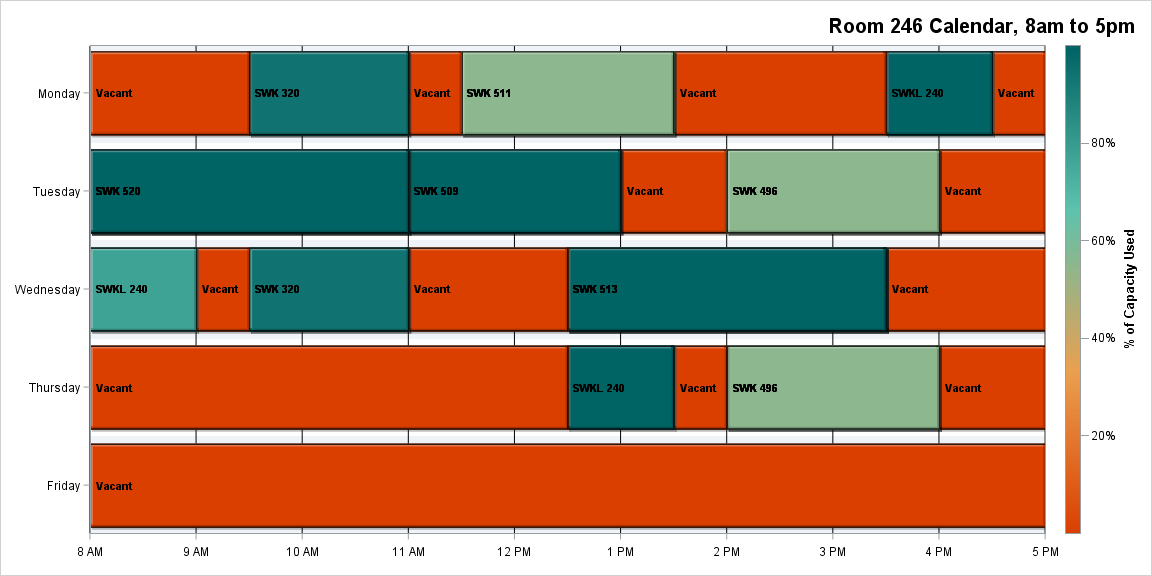 Room 246 Calendar, 8am to 5pm
Monday
Vacant
SWK 320
Vacant
SWK 511
Vacant
SWKL 240
Vacant
Tuesday
SWK 520
SWK 509
Vacant
SWK 496
Vacant
Wednesday
SWKL 240
Vacant
SWK 320
Vacant
SWK 513
Vacant
Thursday
Vacant
SWKL 240
Vacant
SWK 496
Vacant
Friday
Vacant
8 AM
9 AM
10 AM
11 AM
12 PM
1 PM
2 PM
3 PM
4 PM
5 PM
80%
60%
40%
20%
% of Capacity Used